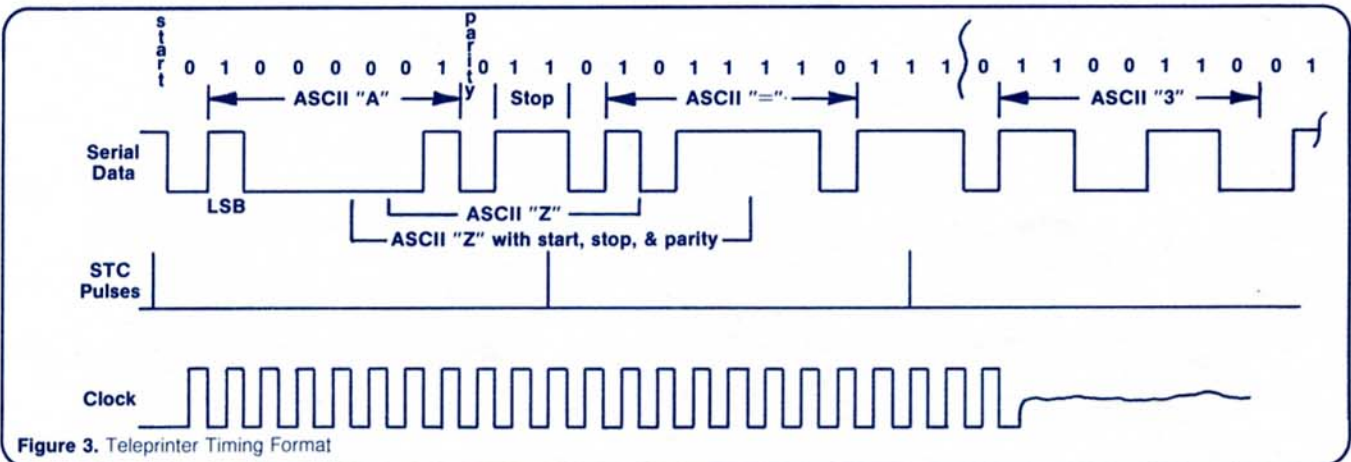 start
parity
0 1 0 0 0 0 0 1 0 1 1 0 1 0 1 1 1 1 0 1 1 1 0 1 1 0 0 1 1 0 0 1
ASCII "A"
Stop
ASCII "="
ASCII "3"
Serial
Data
LSB
ASCII "Z"
ASCII "Z" with start, stop, & parity
STC
Pulses
Clock
Figure 3. Teleprinter Timing Format